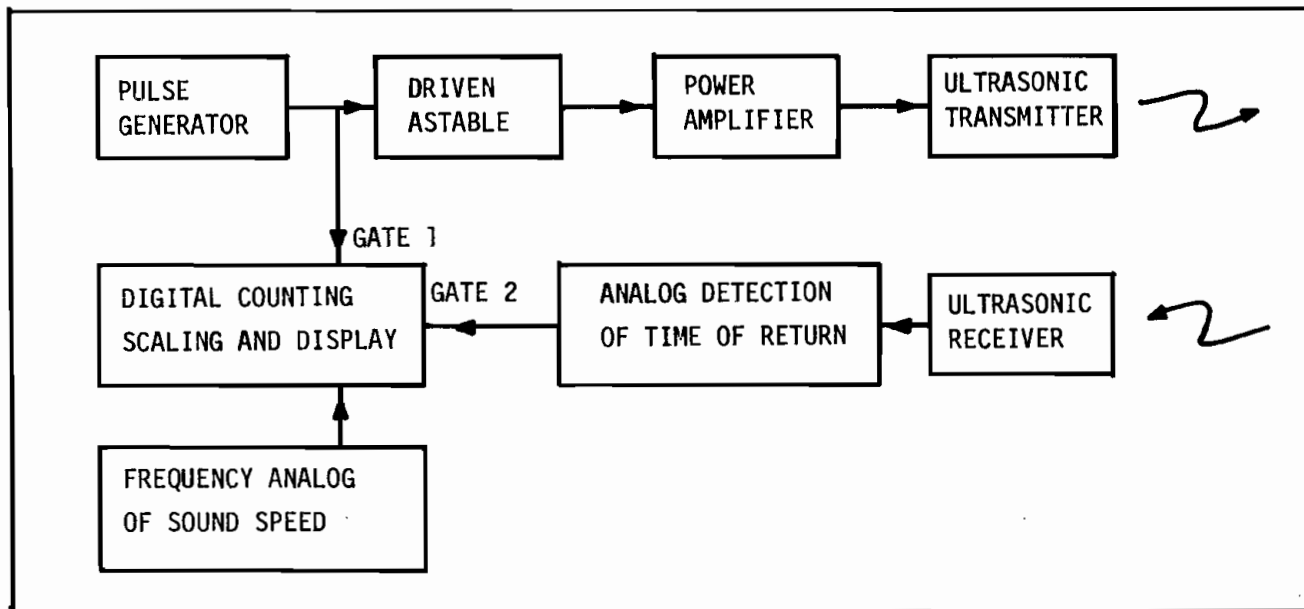 PULSE
GENERATOR
DRIVEN
ASTABLE
POWER
AMPLIFIER
ULTRASONIC
TRANSMITTER
GATE 1
DIGITAL COUNTING
SCALING AND DISPLAY
GATE 2
ANALOG DETECTION
OF TIME OF RETURN
ULTRASONIC
RECEIVER
FREQUENCY ANALOG
OF SOUND SPEED